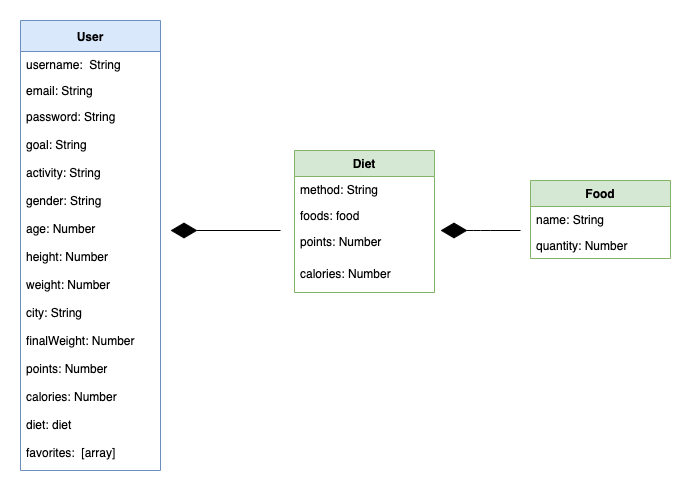 User
username:  String
email: String
password: String
goal: String
activity: String
gender: String
age: Number
height: Number
weight: Number
city: String
finalWeight: Number
points: Number
calories: Number
diet: diet
favorites:  [array]
Diet
method: String
foods: food
points: Number
calories: Number
Food
name: String
quantity: Number